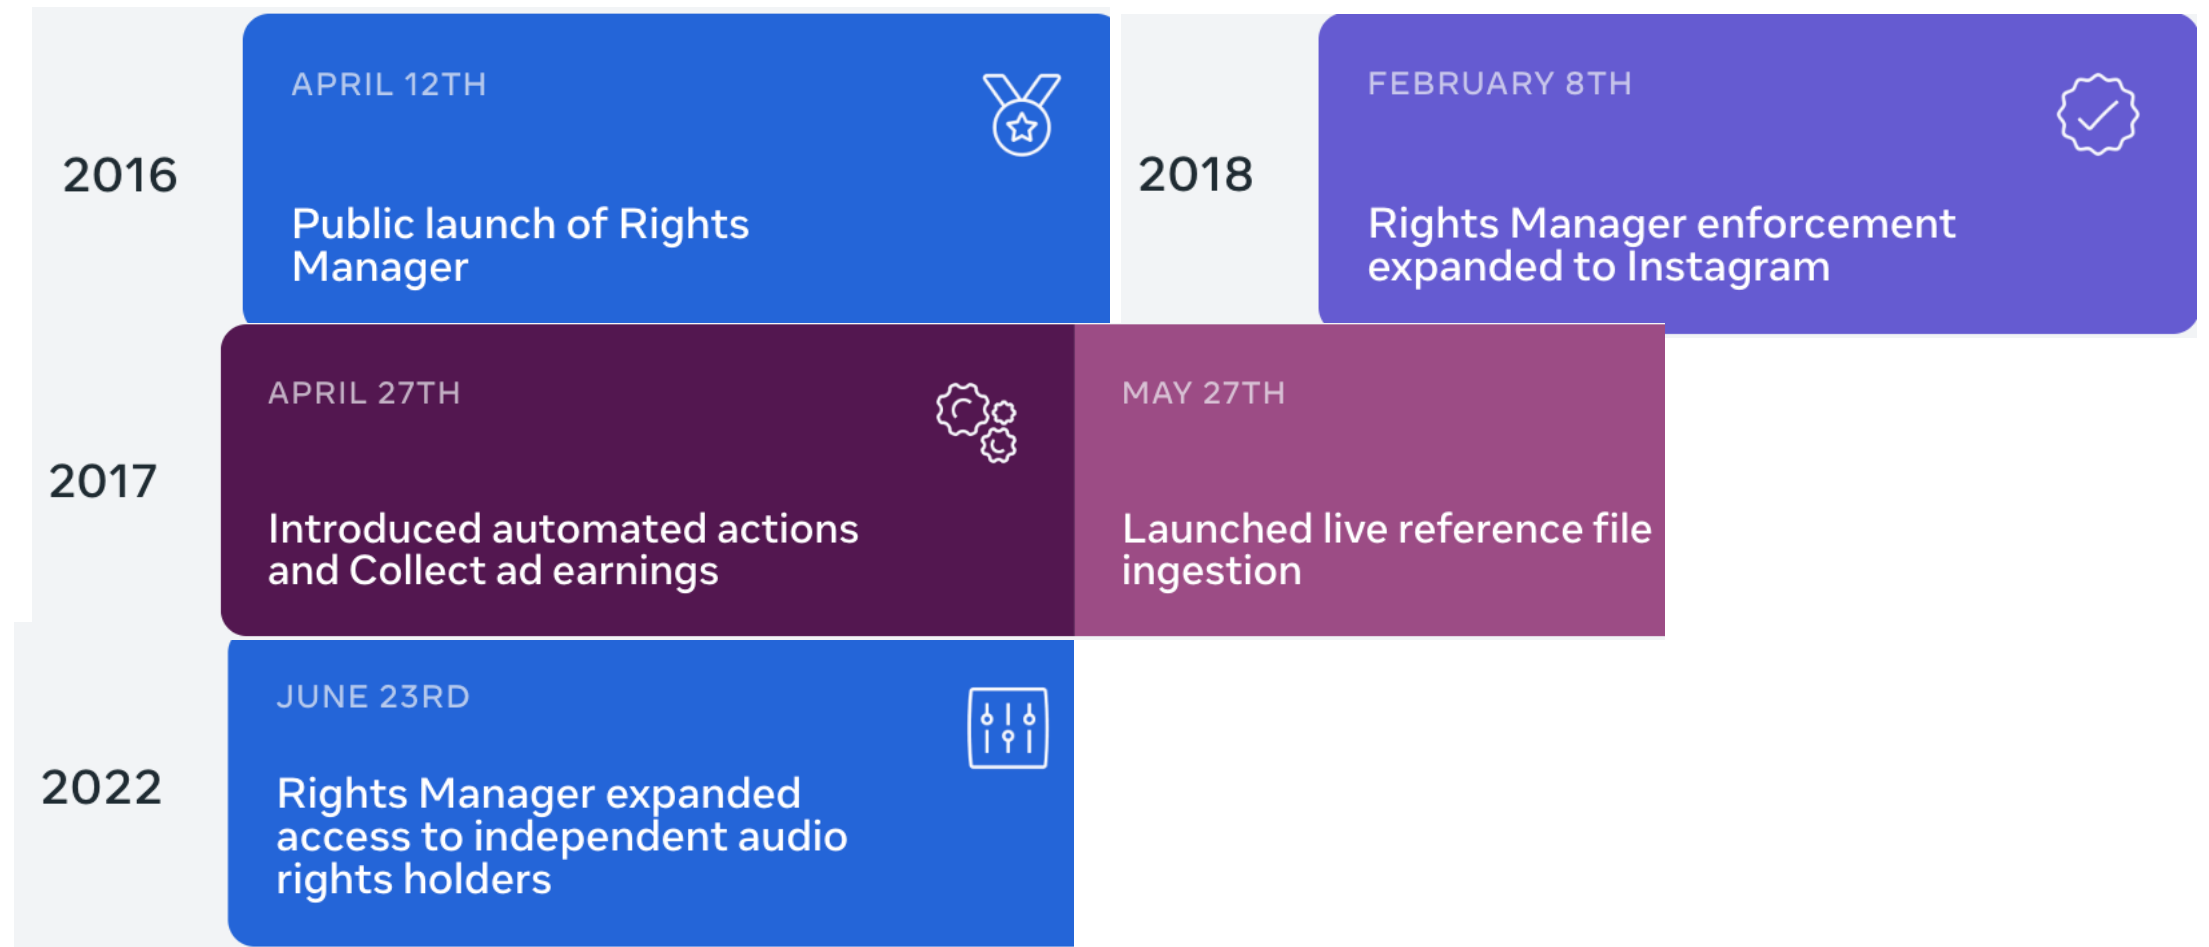 2016
APRIL 12TH
Public launch of Rights
Manager
2018
FEBRUARY 8TH
Rights Manager enforcement
expanded to Instagram
2017
APRIL 27TH
Introduced automated actions
and Collect ad earnings
MAY 27TH
Launched live reference file
ingestion
2022
JUNE 23RD
Rights Manager expanded
access to independent audio
rights holders